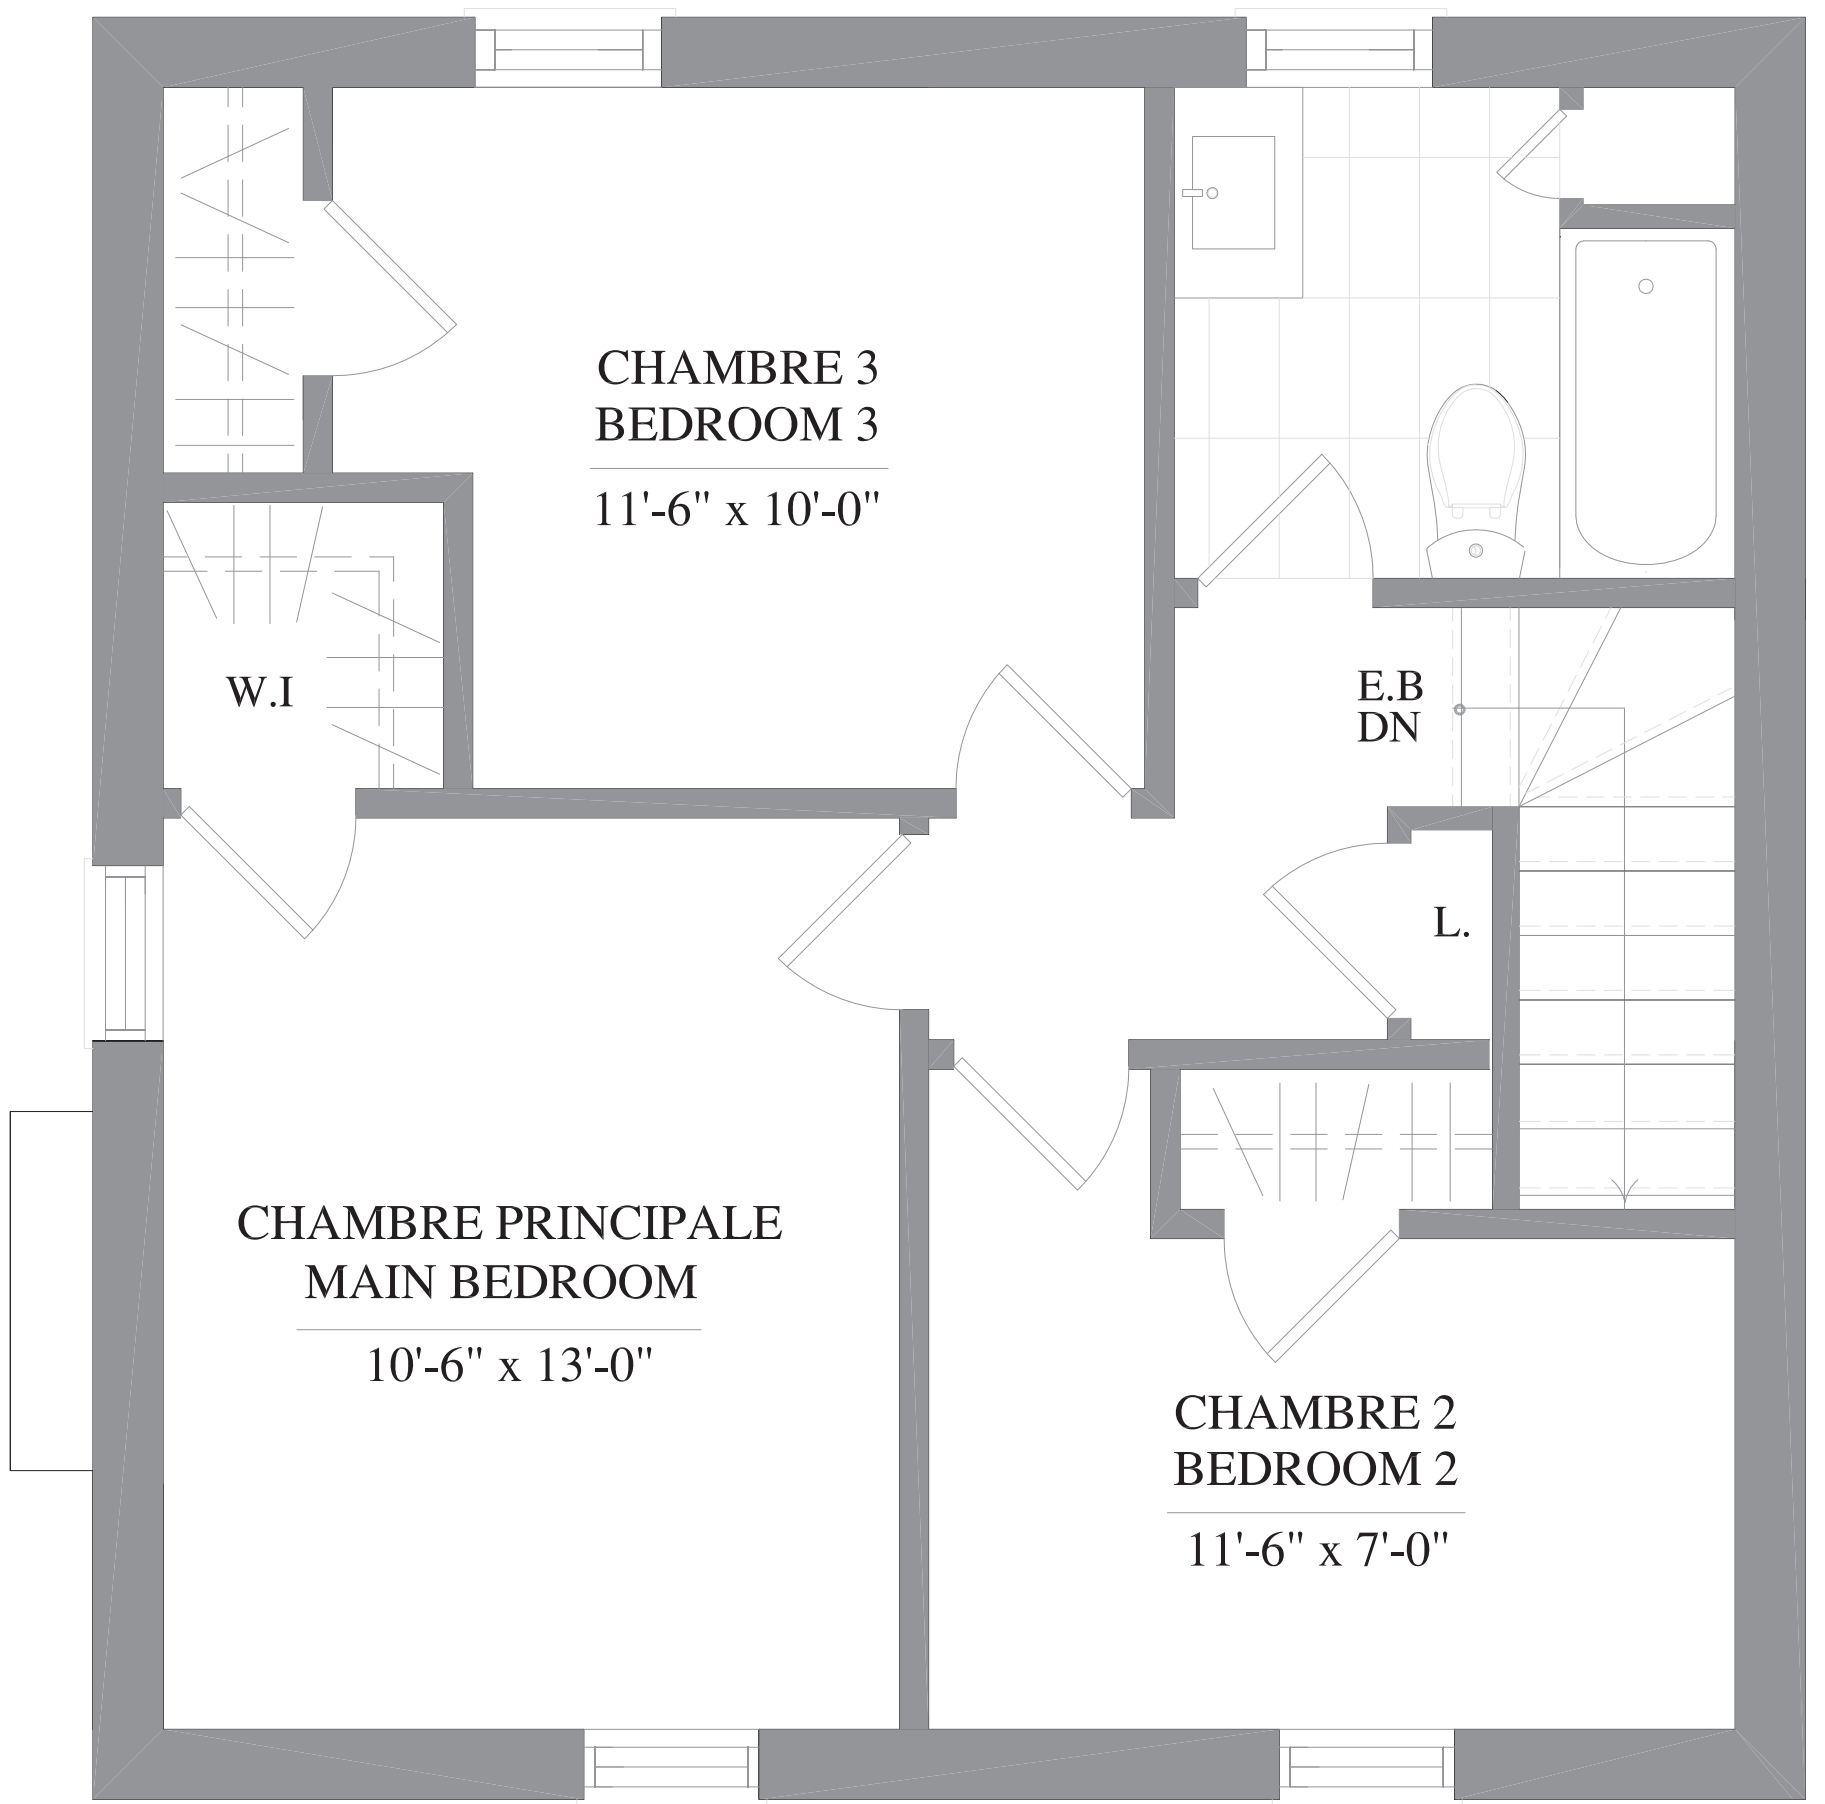 CHAMBRE 3
BEDROOM 3
11'-6" x 10'-0"
W.I
E.B
DN
L.
CHAMBRE PRINCIPALE
MAIN BEDROOM
10'-6" x 13'-0"
CHAMBRE 2
BEDROOM 2
11'-6" x 7'-0"